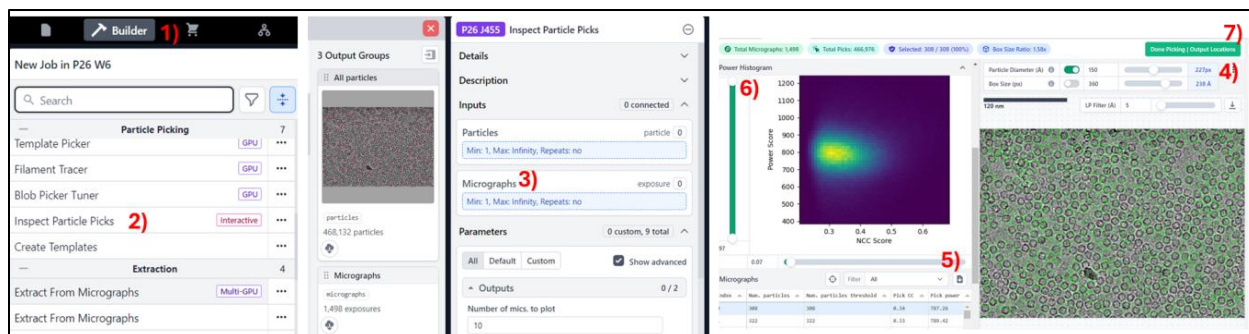 Builder
1)
New Job in P26 W6
Search
Particle Picking 7
Template Picker GPU
Filament Tracer GPU
Blob Picker Tuner GPU
Inspect Particle Picks 2) Interactive
Create Templates
Extraction 4
Extract From Micrographs Multi-GPU
Extract From Micrographs
3 Output Groups
All particles
particles
468,132 particles
Micrographs
micrographs
1,498 exposures
P26 J455 Inspect Particle Picks
Details
Description
Inputs 0 connected
Particles particle 0
Min: 1, Max: Infinity, Repeats: no
Micrographs 3) exposure 0
Min: 1, Max: Infinity, Repeats: no
Parameters 0 custom, 9 total
All Default Custom Show advanced
Outputs 0 / 2
Number of mics. to plot
10
7)
Total Micrographs: 1,498 Total Picks: 466,976 Selected: 308 / 308 (100%) Box Size Ratio: 1.58x Done Picking | Output Locations
Power Histogram
6)
1200
1100
1000
900
800
700
600
500
400
Power Score
0.3 0.4 0.5 0.6
NCC Score
97
0.07
5)
Micrographs Filter All
index Num. particles Num. particles threshold Pick CC Pick power
308 308 0.34 787.26
322 322 0.33 788.42
Particle Diameter (Å) 150 227px
4)
Box Size (px) 360 238 Å
120 nm LP Filter (Å) 5